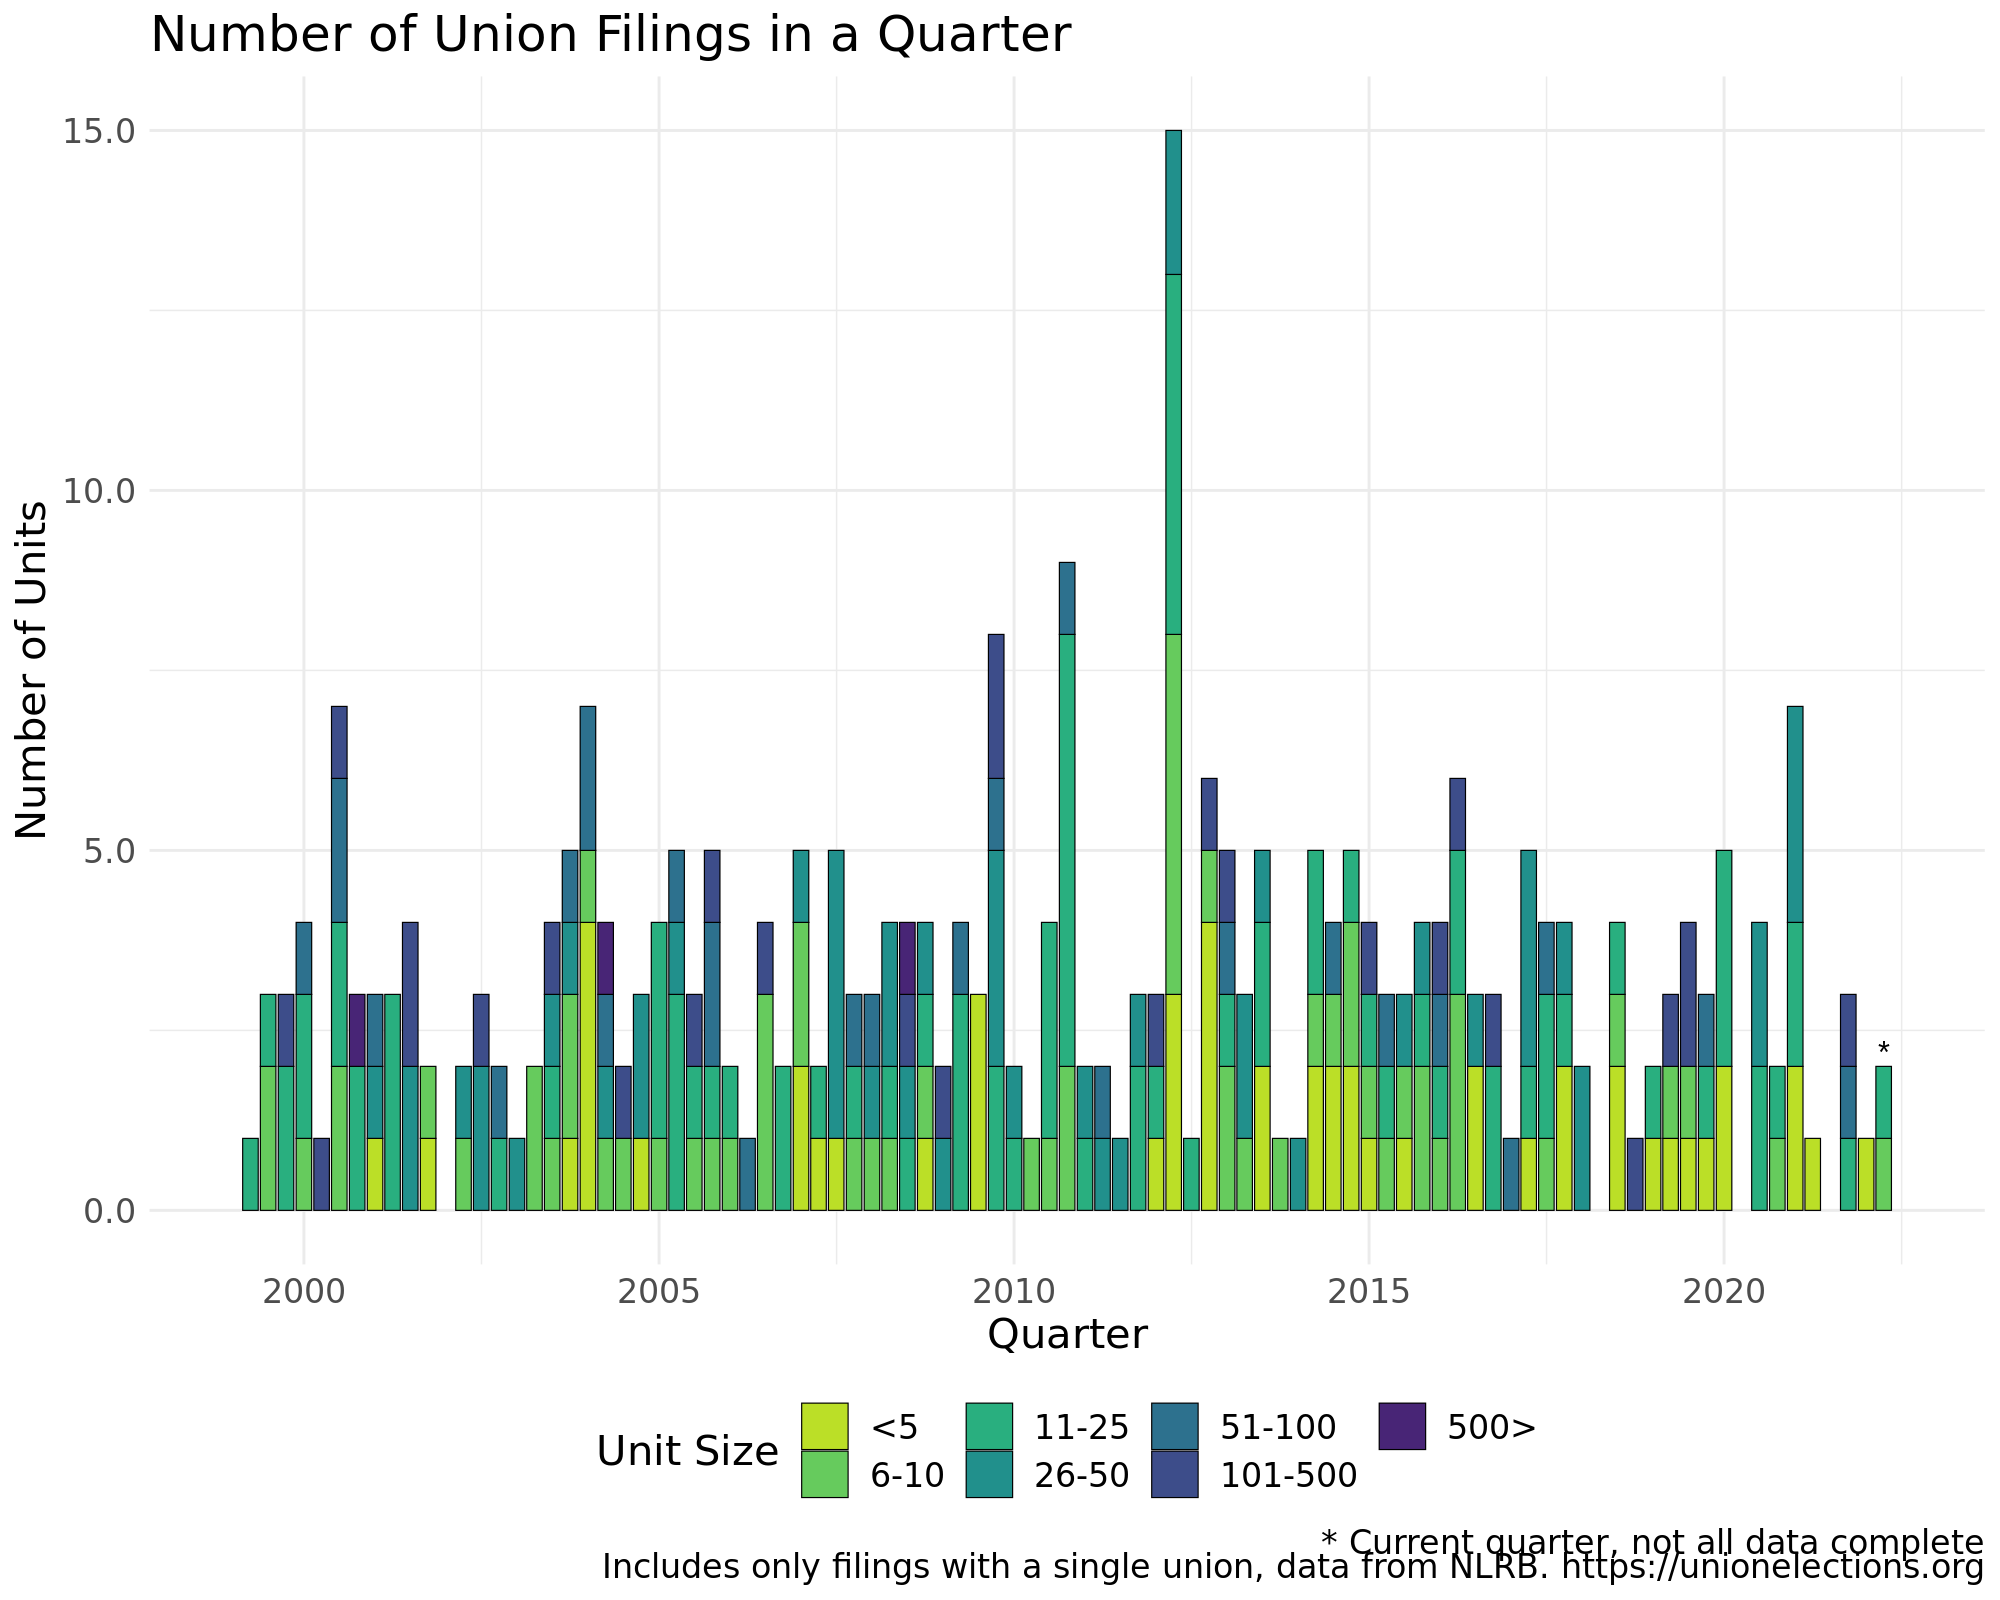 Number of Union Filings in a Quarter
15.0
10.0
5.0
0.0
Number of Units
*
2000 2005 2010 2015 2020
Quarter
Unit Size
<5 11-25 51-100 500>
6-10 26-50 101-500
* Current quarter, not all data complete
Includes only filings with a single union, data from NLRB. https://unionelections.org